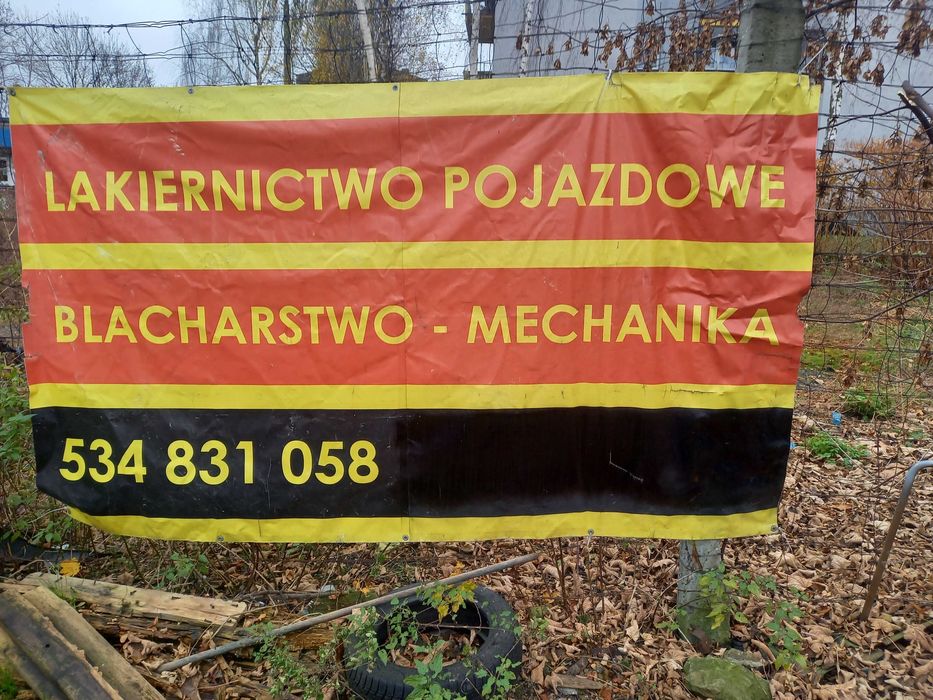 LAKIERNICTWO POJAZDOWE
BLACHARSTWO - MECHANIKA
534 831 058